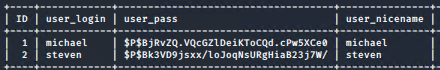 | ID | user_login | user_pass | user_nicename |
| 1 | michael | $P$BjRvZQ.VQcGZlDeiKToCQd.cPw5XCe0 | michael |
| 2 | steven | $P$Bk3VD9jsxx/loJoqNsURgHiaB23j7W/ | steven |